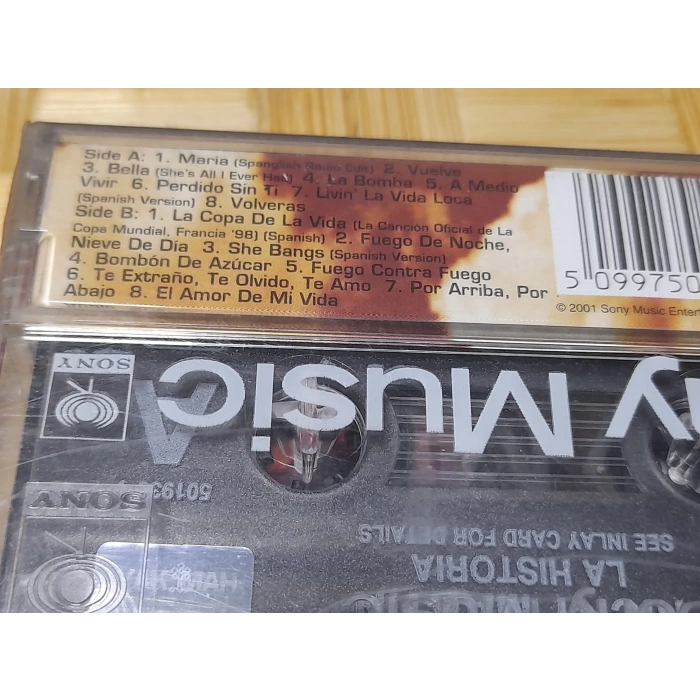 Side A: 1. Maria (Spanglish Radio Edit) 2. Vuelve
3. Bella (She's All I Ever Had) 4. La Bomba 5. A Medio
Vivir 6. Perdido Sin Ti 7. Livin' La Vida Loca
(Spanish Version) 8. Volveras
Side B: 1. La Copa De La Vida (La Canción Oficial de La
Copa Mundial, Francia '98) (Spanish) 2. Fuego De Noche,
Nieve De Día 3. She Bangs (Spanish Version)
4. Bombón De Azúcar 5. Fuego Contra Fuego
6. Te Extraño, Te Olvido, Te Amo 7. Por Arriba, Por
Abajo 8. El Amor De Mi Vida
5 099750
© 2001 Sony Music Entert
SONY
A
ny Music
50193
SONY
SEE INLAY CARD FOR DETAILS
LA HISTORIA